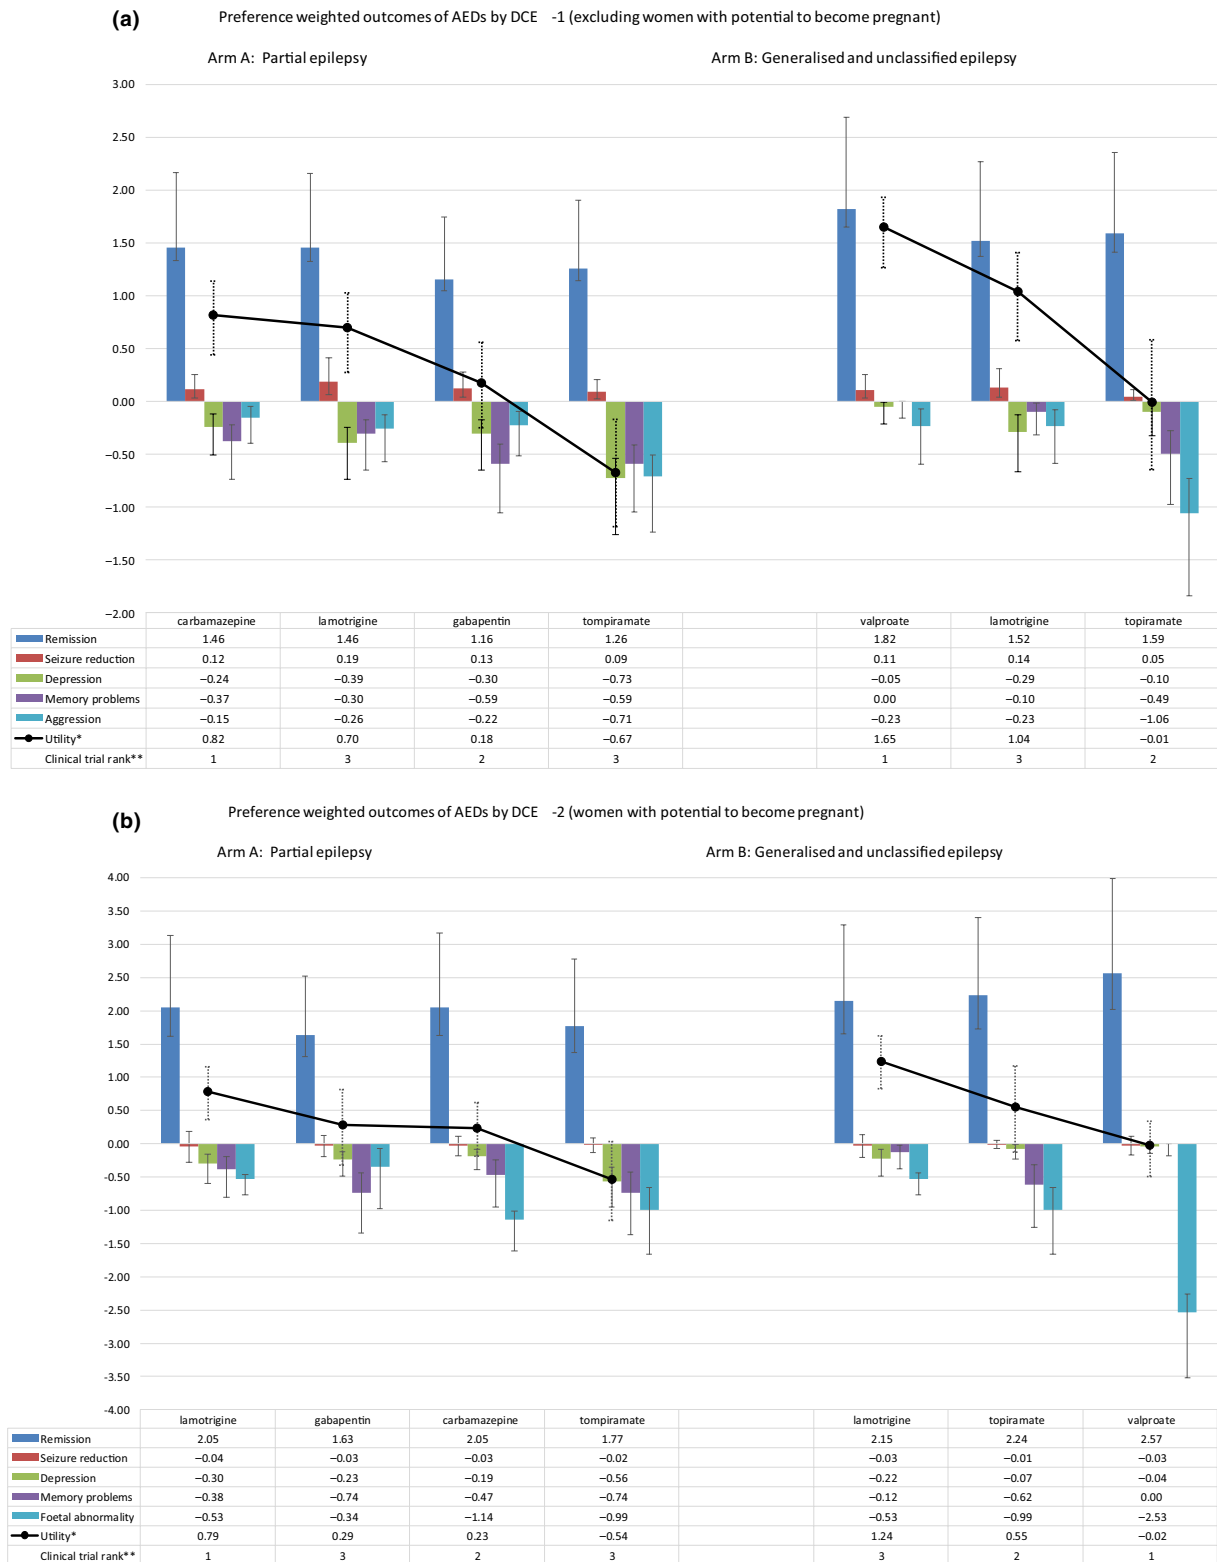 (a)
Preference weighted outcomes of AEDs by DCE -1 (excluding women with potential to become pregnant)
Arm A: Partial epilepsy
Arm B: Generalised and unclassified epilepsy
3.00
2.50
2.00
1.50
1.00
0.50
0.00
−0.50
−1.00
−1.50
−2.00
carbamazepine lamotrigine gabapentin tompiramate valproate lamotrigine topiramate
Remission 1.46 1.46 1.16 1.26 1.82 1.52 1.59
Seizure reduction 0.12 0.19 0.13 0.09 0.11 0.14 0.05
Depression −0.24 −0.39 −0.30 −0.73 −0.05 −0.29 −0.10
Memory problems −0.37 −0.30 −0.59 −0.59 0.00 −0.10 −0.49
Aggression −0.15 −0.26 −0.22 −0.71 −0.23 −0.23 −1.06
Utility* 0.82 0.70 0.18 −0.67 1.65 1.04 −0.01
Clinical trial rank** 1 3 2 3 1 3 2
(b)
Preference weighted outcomes of AEDs by DCE -2 (women with potential to become pregnant)
Arm A: Partial epilepsy
Arm B: Generalised and unclassified epilepsy
4.00
3.50
3.00
2.50
2.00
1.50
1.00
0.50
0.00
-0.50
-1.00
-1.50
-2.00
-2.50
-3.00
-3.50
-4.00
lamotrigine gabapentin carbamazepine tompiramate lamotrigine topiramate valproate
Remission 2.05 1.63 2.05 1.77 2.15 2.24 2.57
Seizure reduction −0.04 −0.03 −0.03 −0.02 −0.03 −0.01 −0.03
Depression −0.30 −0.23 −0.19 −0.56 −0.22 −0.07 −0.04
Memory problems −0.38 −0.74 −0.47 −0.74 −0.12 −0.62 0.00
Foetal abnormality −0.53 −0.34 −1.14 −0.99 −0.53 −0.99 −2.53
Utility* 0.79 0.29 0.23 −0.54 1.24 0.55 −0.02
Clinical trial rank** 1 3 2 3 3 2 1